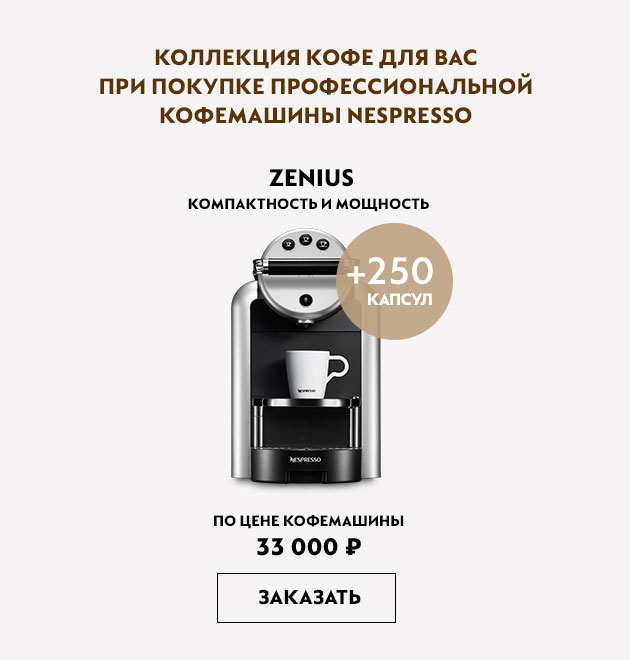 КОЛЛЕКЦИЯ КОФЕ ДЛЯ ВАС
ПРИ ПОКУПКЕ ПРОФЕССИОНАЛЬНОЙ
КОФЕМАШИНЫ NESPRESSO
ZENIUS
КОМПАКТНОСТЬ И МОЩНОСТЬ
+250
КАПСУЛ
NESPRESSO
NESPRESSO
ПО ЦЕНЕ КОФЕМАШИНЫ
33 000 ₽
ЗАКАЗАТЬ